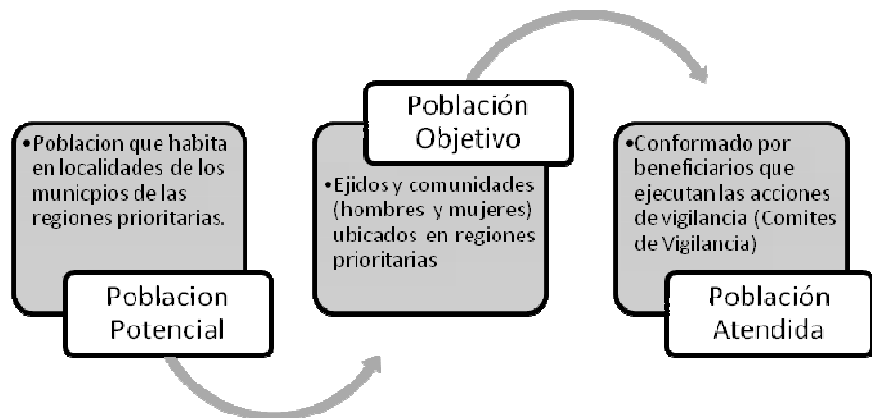 •Poblacion que habita
en localidades de los
municpios de las
regiones prioritarias.
Poblacion
Potencial
Población
Objetivo
•Ejidos y comunidades
(hombres y mujeres)
ubicados en regiones
prioritarias
•Conformado por
beneficiarios que
ejecutan las acciones
de vigilancia (Comites
de Vigilancia)
Población
Atendida